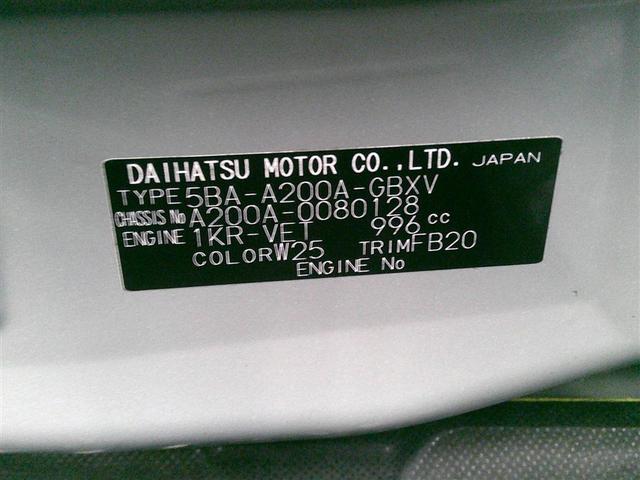 DAIHATSU MOTOR CO.,LTD. JAPAN
TYPE 5BA-A200A-GBXV
CHASSIS No A200A-0080128
ENGINE 1KR-VET 996 cc
COLOR W25 TRIM FB20
ENGINE No